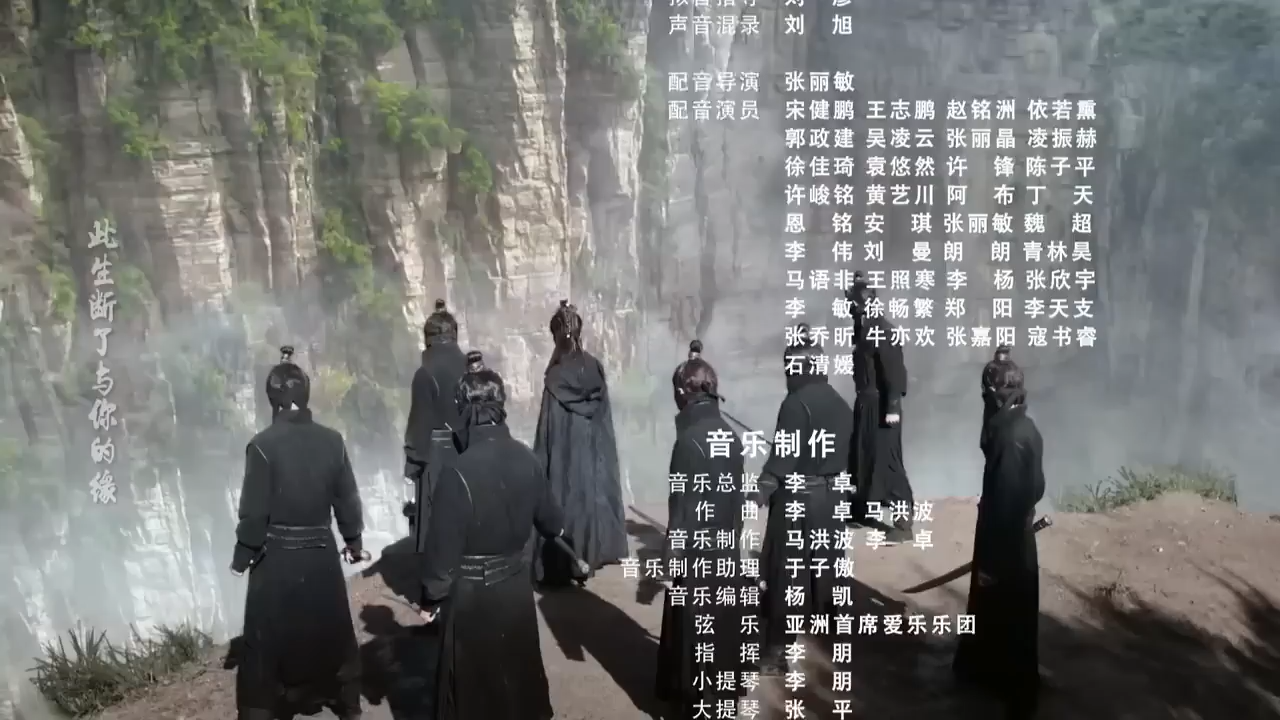 声音混录 刘 旭
配音导演 张丽敏
配音演员 宋健鹏 王志鹏 赵铭洲 依若熏
郭政建 吴凌云 张丽晶 凌振赫
徐佳琦 袁悠然 许 锋 陈子平
许峻铭 黄艺川 阿 布 丁 天
恩 铭 安 琪 张丽敏 魏 超
李 伟 刘 曼 朗 朗 青林昊
马语非 王照寒 李 杨 张欣宇
李 敏 徐畅繁 郑 阳 李天支
张乔昕 牛亦欢 张嘉阳 寇书睿
石清媛
此生断了与你的缘
音乐制作
音乐总监 李 卓
作 曲 李 卓 马洪波
音乐制作 马洪波 李 卓
音乐制作助理 于子傲
音乐编辑 杨 凯
弦 乐 亚洲首席爱乐乐团
指 挥 李 朋
小提琴 李 朋
大提琴 张 平